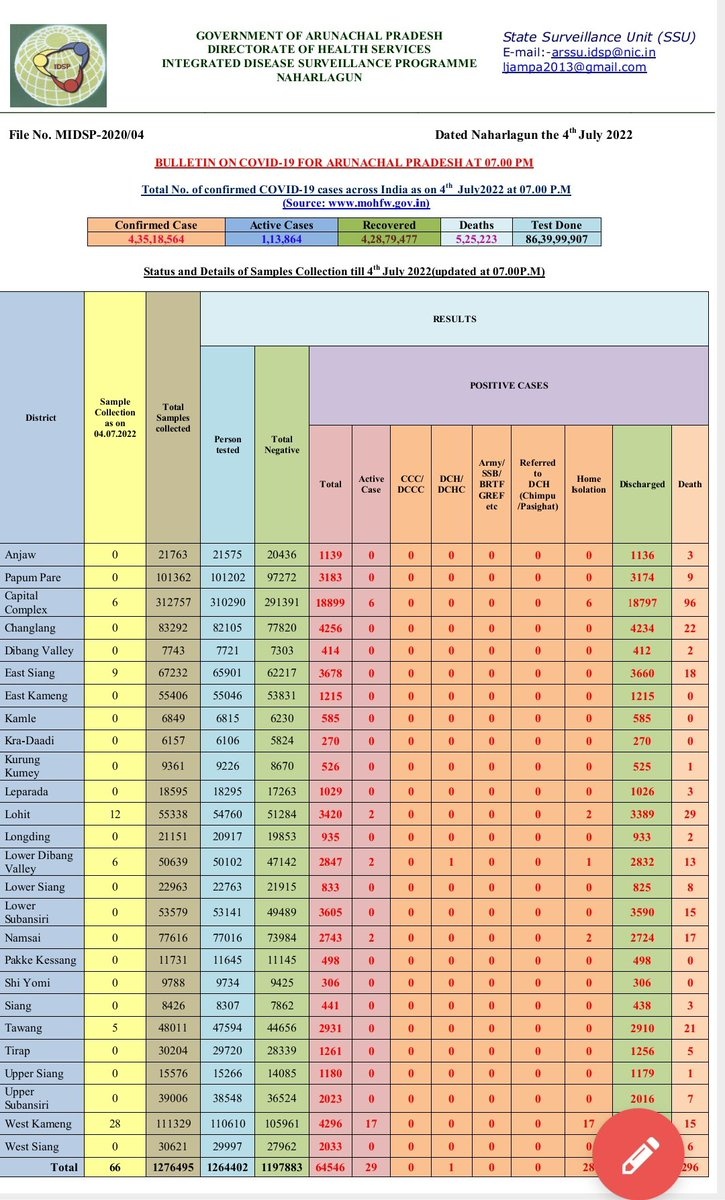 IDSP
GOVERNMENT OF ARUNACHAL PRADESH
DIRECTORATE OF HEALTH SERVICES
INTEGRATED DISEASE SURVEILLANCE PROGRAMME
NAHARLAGUN
State Surveillance Unit (SSU)
E-mail:-arssu.idsp@nic.in
ljampa2013@gmail.com
File No. MIDSP-2020/04 Dated Naharlagun the 4th July 2022
BULLETIN ON COVID-19 FOR ARUNACHAL PRADESH AT 07.00 PM
Total No. of confirmed COVID-19 cases across India as on 4th July2022 at 07.00 P.M
(Source: www.mohfw.gov.in)
Confirmed Case Active Cases Recovered Deaths Test Done
4,35,18,564 1,13,864 4,28,79,477 5,25,223 86,39,99,907
Status and Details of Samples Collection till 4th July 2022(updated at 07.00P.M)
District
Sample
Collection
as on
04.07.2022
Total
Samples
collected
RESULTS
Person
tested
Total
Negative
POSITIVE CASES
Total
Active
Case
CCC/
DCCC
DCH/
DCHC
Army/
SSB/
BRTF
GREF
etc
Referred
to
DCH
(Chimpu
/Pasighat)
Home
Isolation
Discharged
Death
Anjaw 0 21763 21575 20436 1139 0 0 0 0 0 0 1136 3
Papum Pare 0 101362 101202 97272 3183 0 0 0 0 0 0 3174 9
Capital
Complex 6 312757 310290 291391 18899 6 0 0 0 0 6 18797 96
Changlang 0 83292 82105 77820 4256 0 0 0 0 0 0 4234 22
Dibang Valley 0 7743 7721 7303 414 0 0 0 0 0 0 412 2
East Siang 9 67232 65901 62217 3678 0 0 0 0 0 0 3660 18
East Kameng 0 55406 55046 53831 1215 0 0 0 0 0 0 1215 0
Kamle 0 6849 6815 6230 585 0 0 0 0 0 0 585 0
Kra-Daadi 0 6157 6106 5824 270 0 0 0 0 0 0 270 0
Kurung
Kumey 0 9361 9226 8670 526 0 0 0 0 0 0 525 1
Leparada 0 18595 18295 17263 1029 0 0 0 0 0 0 1026 3
Lohit 12 55338 54760 51284 3420 2 0 0 0 0 2 3389 29
Longding 0 21151 20917 19853 935 0 0 0 0 0 0 933 2
Lower Dibang
Valley 6 50639 50102 47142 2847 2 0 1 0 0 1 2832 13
Lower Siang 0 22963 22763 21915 833 0 0 0 0 0 0 825 8
Lower
Subansiri 0 53579 53141 49489 3605 0 0 0 0 0 0 3590 15
Namsai 0 77616 77016 73984 2743 2 0 0 0 0 2 2724 17
Pakke Kessang 0 11731 11645 11145 498 0 0 0 0 0 0 498 0
Shi Yomi 0 9788 9734 9425 306 0 0 0 0 0 0 306 0
Siang 0 8426 8307 7862 441 0 0 0 0 0 0 438 3
Tawang 5 48011 47594 44656 2931 0 0 0 0 0 0 2910 21
Tirap 0 30204 29720 28339 1261 0 0 0 0 0 0 1256 5
Upper Siang 0 15576 15266 14085 1180 0 0 0 0 0 0 1179 1
Upper
Subansiri 0 39006 38548 36524 2023 0 0 0 0 0 0 2016 7
West Kameng 28 111329 110610 105961 4296 17 0 0 0 0 17 15
West Siang 0 30621 29997 27962 2033 0 0 0 0 0 0 6
Total 66 1276495 1264402 1197883 64546 29 0 1 0 0 28 296